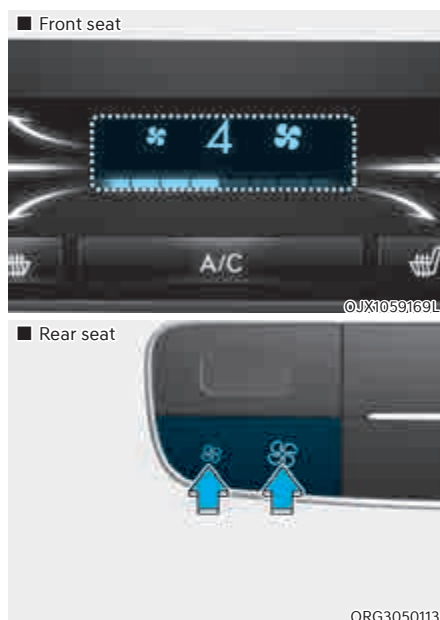 ■ Front seat
4
A/C
OJX1059169L
■ Rear seat
ORG3050113